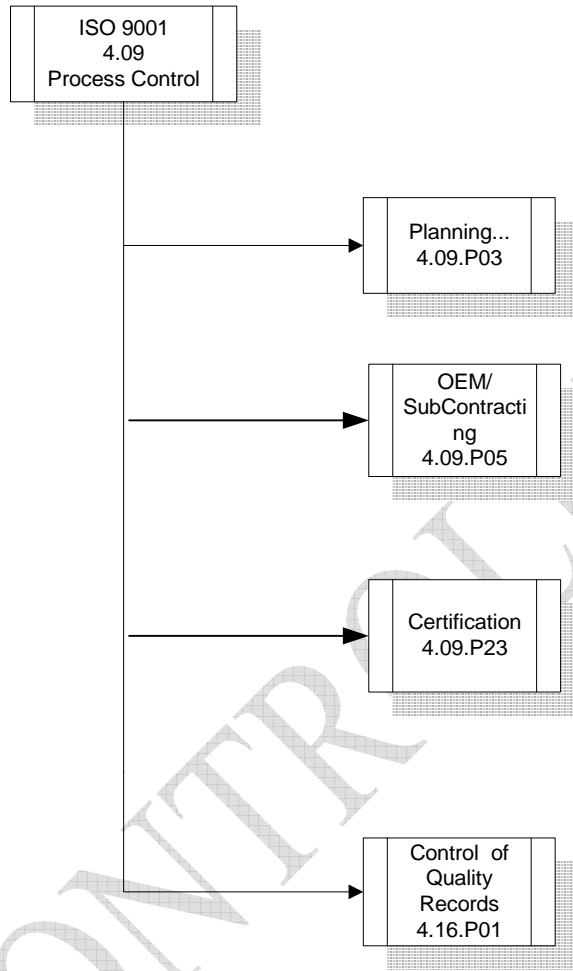 ISO 9001
4.09
Process Control
Planning...
4.09.P03
OEM/
SubContracti
ng
4.09.P05
Certification
4.09.P23
Control of
Quality
Records
4.16.P01